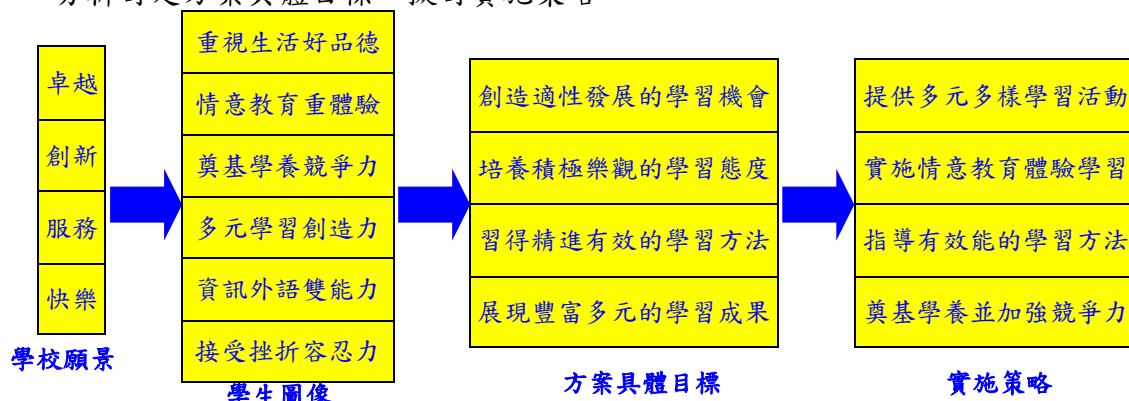 卓越
創新
服務
快樂
學校願景
重視生活好品德
情意教育重體驗
奠基學養競爭力
多元學習創造力
資訊外語雙能力
接受挫折容忍力
學生圖像
創造適性發展的學習機會
培養積極樂觀的學習態度
習得精進有效的學習方法
展現豐富多元的學習成果
方案具體目標
提供多元多樣學習活動
實施情意教育體驗學習
指導有效能的學習方法
奠基學養並加強競爭力
實施策略